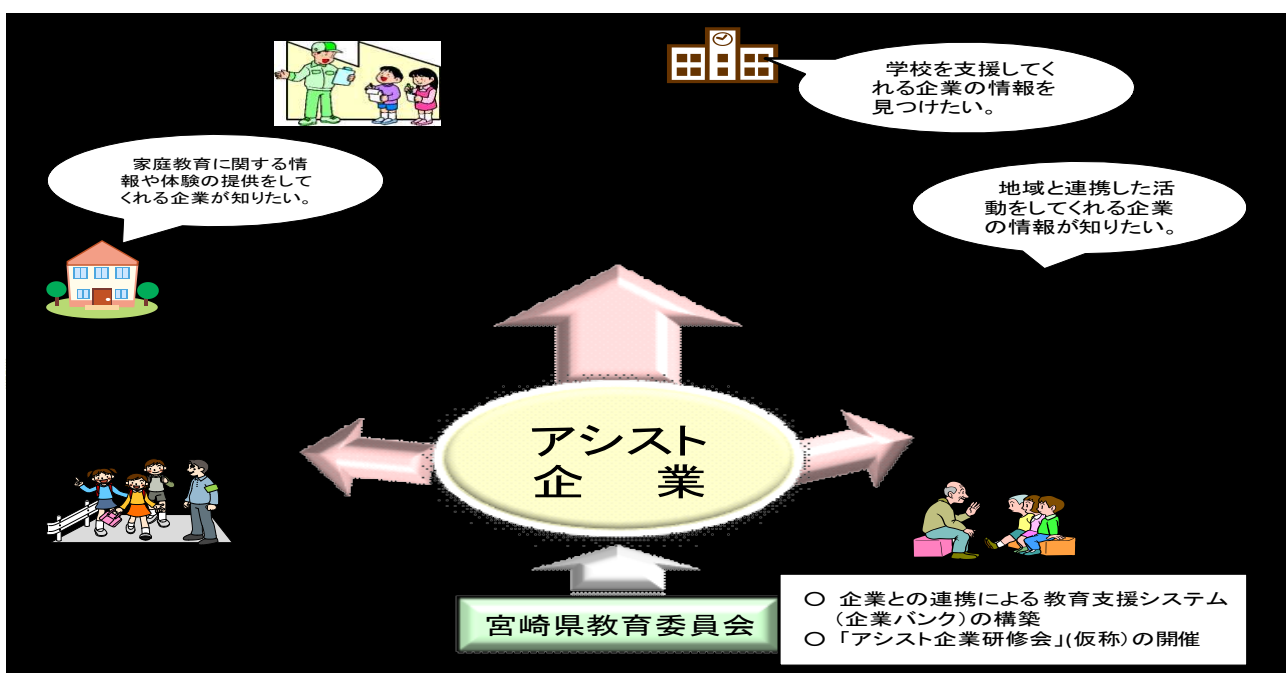 学校を支援してく
れる企業の情報を
見つけたい。
家庭教育に関する情
報や体験の提供をして
くれる企業が知りたい。
地域と連携した活
動をしてくれる企業
の情報が知りたい。
アシスト
企　業
宮崎県教育委員会
○ 企業との連携による教育支援システム
（企業バンク）の構築
○ 「アシスト企業研修会」(仮称)の開催